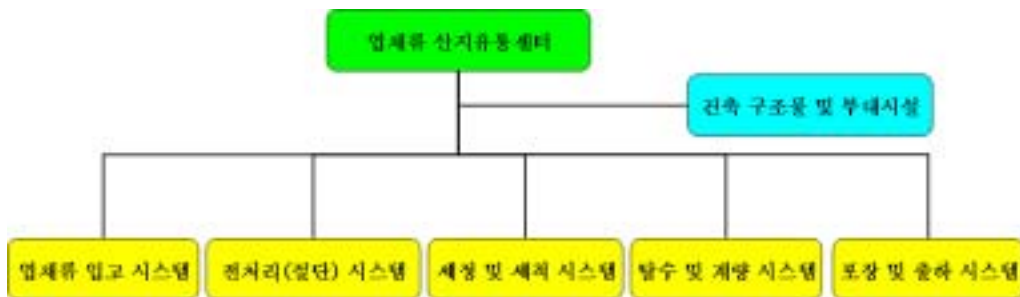 엽채류 산지유통센터
건축 구조물 및 부대시설
엽채류 입고 시스템
전처리(절단) 시스템
세정 및 세척 시스템
탈수 및 계량 시스템
포장 및 출하 시스템